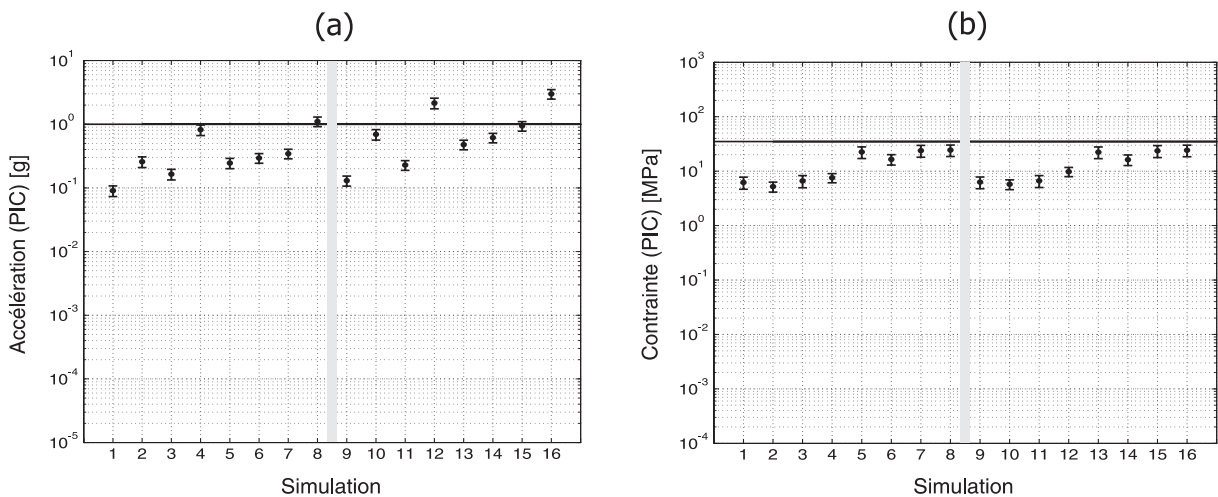 (a)
Accélération (PIC) [g]
10^1
10^0
10^-1
10^-2
10^-3
10^-4
10^-5
1 2 3 4 5 6 7 8 9 10 11 12 13 14 15 16
Simulation
(b)
Contrainte (PIC) [MPa]
10^3
10^2
10^1
10^0
10^-1
10^-2
10^-3
10^-4
1 2 3 4 5 6 7 8 9 10 11 12 13 14 15 16
Simulation